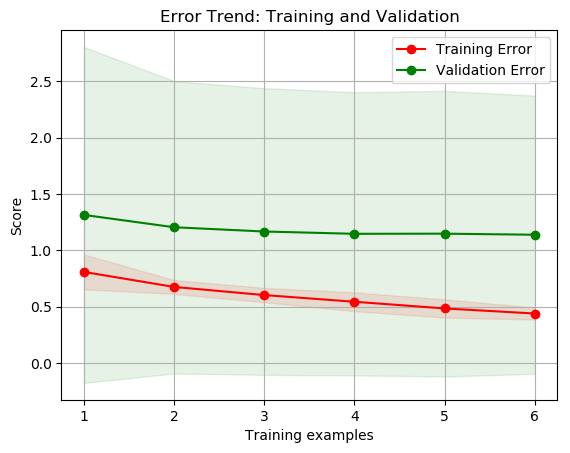 Error Trend: Training and Validation
Training Error
Validation Error
Score
2.5
2.0
1.5
1.0
0.5
0.0
1 2 3 4 5 6
Training examples